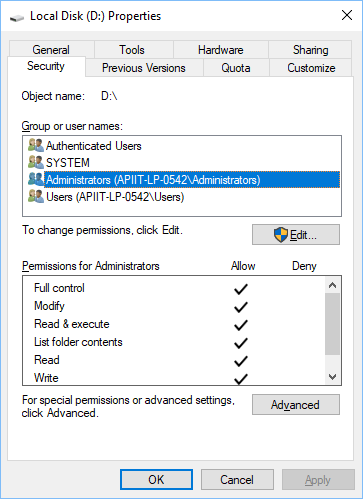 Local Disk (D:) Properties
General Tools Hardware Sharing
Security Previous Versions Quota Customize
Object name: D:\
Group or user names:
Authenticated Users
SYSTEM
Administrators (APIIT-LP-0542\Administrators)
Users (APIIT-LP-0542\Users)
To change permissions, click Edit.
Edit...
Permissions for Administrators Allow Deny
Full control
Modify
Read & execute
List folder contents
Read
Write
For special permissions or advanced settings,
click Advanced.
Advanced
OK Cancel Apply